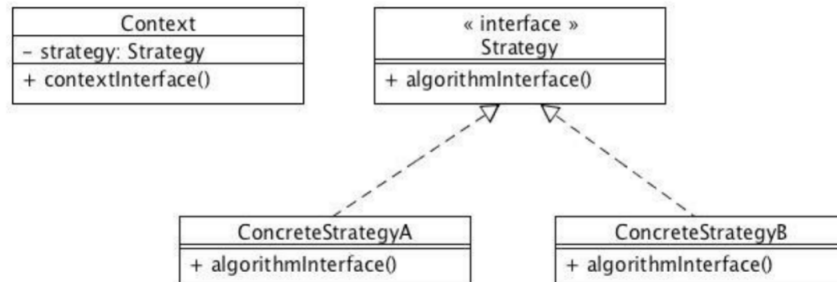 Context
– strategy: Strategy
+ contextInterface()
« interface »
Strategy
+ algorithmInterface()
ConcreteStrategyA
+ algorithmInterface()
ConcreteStrategyB
+ algorithmInterface()